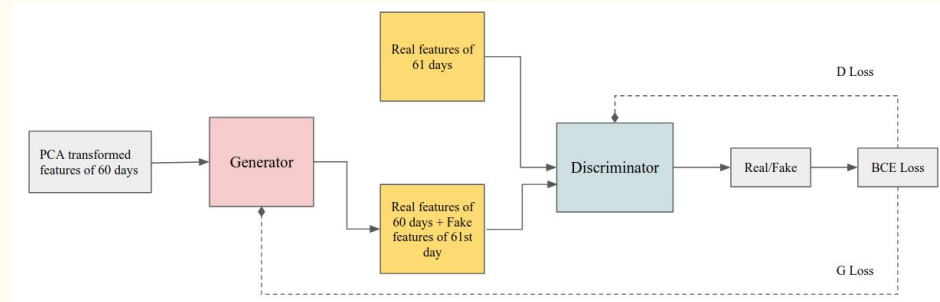 Real features of
61 days
D Loss
PCA transformed
features of 60 days
Generator
Discriminator
Real/Fake
BCE Loss
Real features of
60 days + Fake
features of 61st
day
G Loss